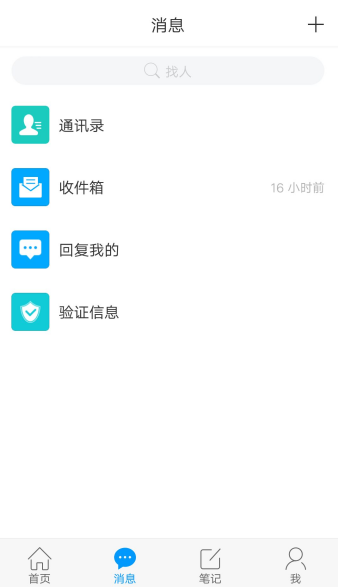 消息
找人
通讯录
收件箱 16 小时前
回复我的
验证信息
首页 消息 笔记 我